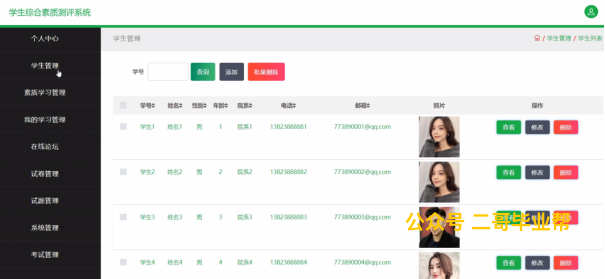 学生综合素质测评系统
个人中心
学生管理
素质学习管理
我的学习管理
在线论坛
试卷管理
试题管理
系统管理
考试管理
学生管理
/ 学生管理 / 学生列表
学号 查询 添加 批量删除
学号 姓名 性别 年龄 院系 电话 邮箱 照片 操作
学生1 姓名1 男 1 院系1 13823888881 773890001@qq.com 查看 修改 删除
学生2 姓名2 男 2 院系2 13823888882 773890002@qq.com 查看 修改 删除
学生3 姓名3 男 3 院系3 13823888883 773890003@qq.com
公众号 二哥毕业帮
学生4 姓名4 男 4 院系4 13823888884 773890004@qq.com 查看 修改 删除